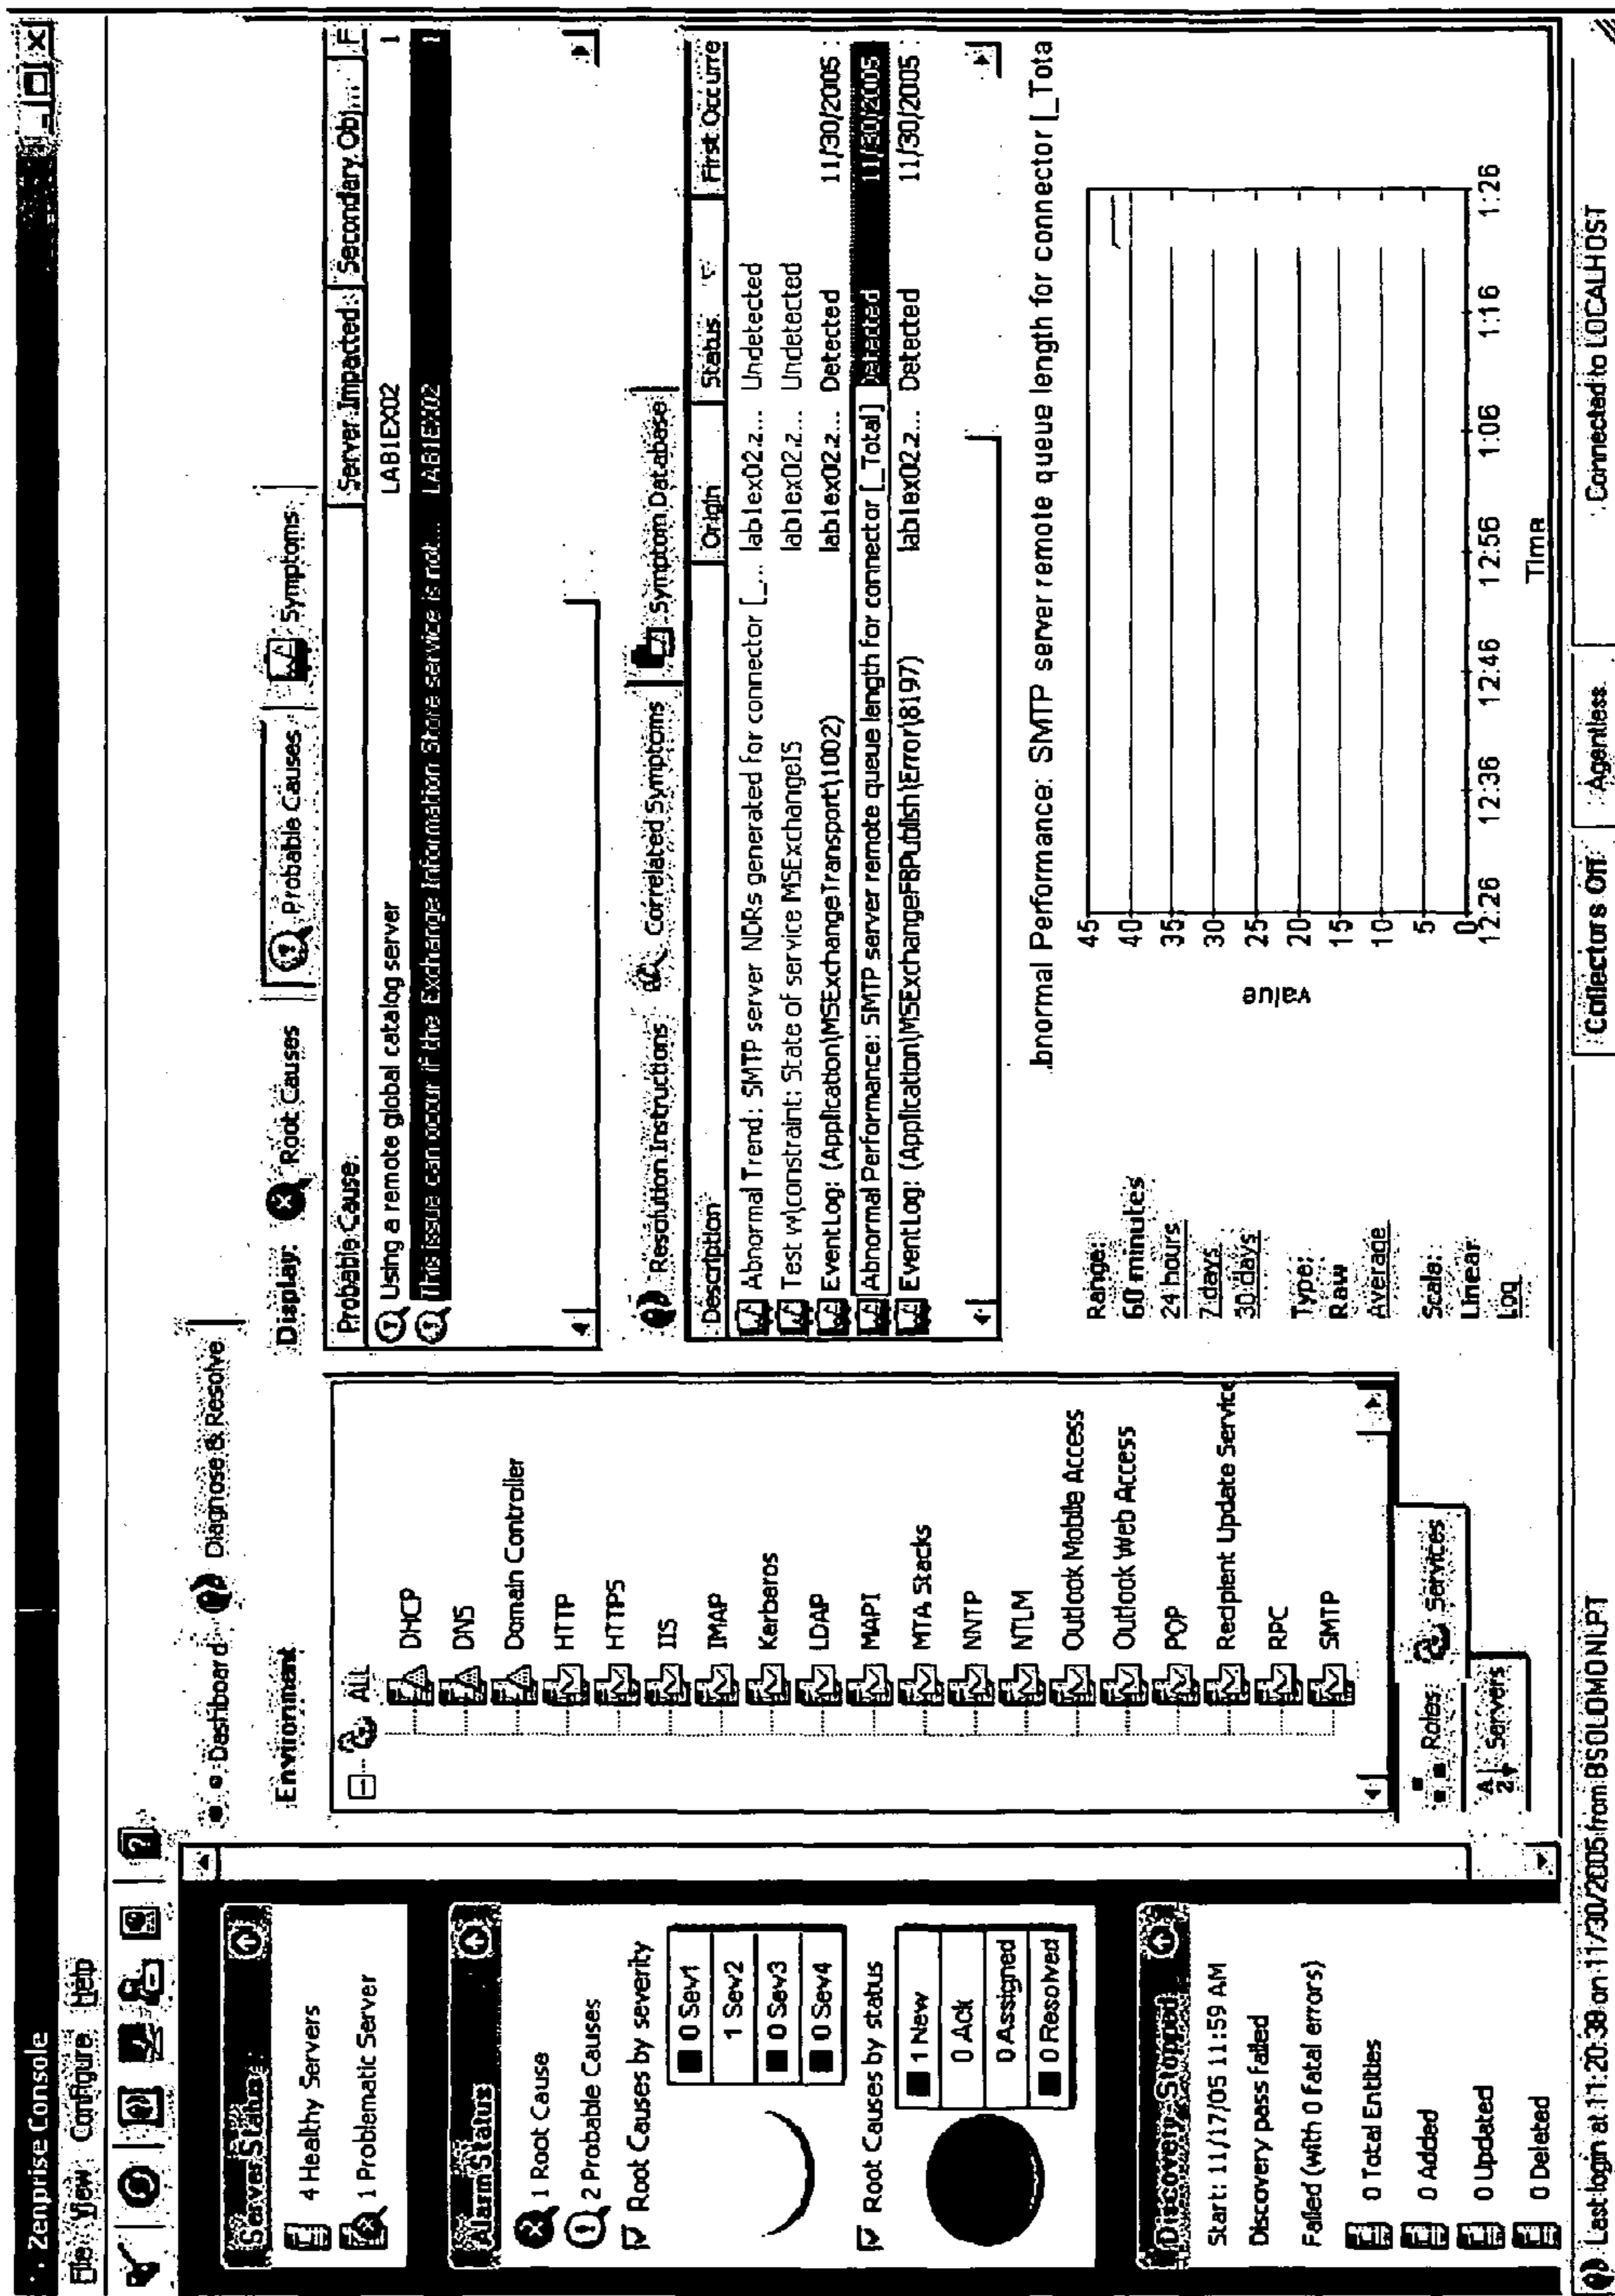 Zenprise Console
File View Configure Help
Server Status
4 Healthy Servers
1 Problematic Server
Alarm Status
1 Root Cause
2 Probable Causes
Root Causes by severity
0 Sev1
1 Sev2
0 Sev3
0 Sev4
Root Causes by status
1 New
0 Ack
0 Assigned
0 Resolved
Discovery Stopped
Start: 11/17/05 11:59 AM
Discovery pass failed
Failed (with 0 fatal errors)
0 Total Entities
0 Added
0 Updated
0 Deleted
Dashboard Diagnose & Resolve
Environment
ALL
DHCP
DNS
Domain Controller
HTTP
HTTPS
IIS
IMAP
Kerberos
LDAP
MAPI
MTA Stacks
NNTP
NTLM
Outlook Mobile Access
Outlook Web Access
POP
Recipient Update Service
RPC
SMTP
Roles Services
Servers
Display: Root Causes Probable Causes Symptoms
Probable Cause: Server Impacted: Secondary Obj... F
Using a remote global catalog server LAB1EX02 1
This issue can occur if the Exchange Information Store service is not... LAB1EX02 1
Resolution Instructions Correlated Symptoms Symptom Database
Description Origin Status First Occurre
Abnormal Trend: SMTP server NDRs generated for connector [_... lab1ex02.z... Undetected
Test w\constraint: State of service MSExchangeIS lab1ex02.z... Undetected
EventLog: (Application\MSExchangeTransport\1002) lab1ex02.z... Detected 11/30/2005 :
Abnormal Performance: SMTP server remote queue length for connector [_Total] Detected 11/30/2005
EventLog: (Application\MSExchangeFBPublish\Error\8197) lab1ex02.z... Detected 11/30/2005 :
bnormal Performance: SMTP server remote queue length for connector [_Tota
Range:
60 minutes
24 hours
7 days
30 days
Type:
Raw
Average
Scale:
Linear
Log
value
45
40
35
30
25
20
15
10
5
0
12:26 12:36 12:46 12:56 1:06 1:16 1:26
Time
Last login at 11:20:38 on 11/30/2005 from BSOLOMONLPT Collectors Off Agentless Connected to LOCALHOST